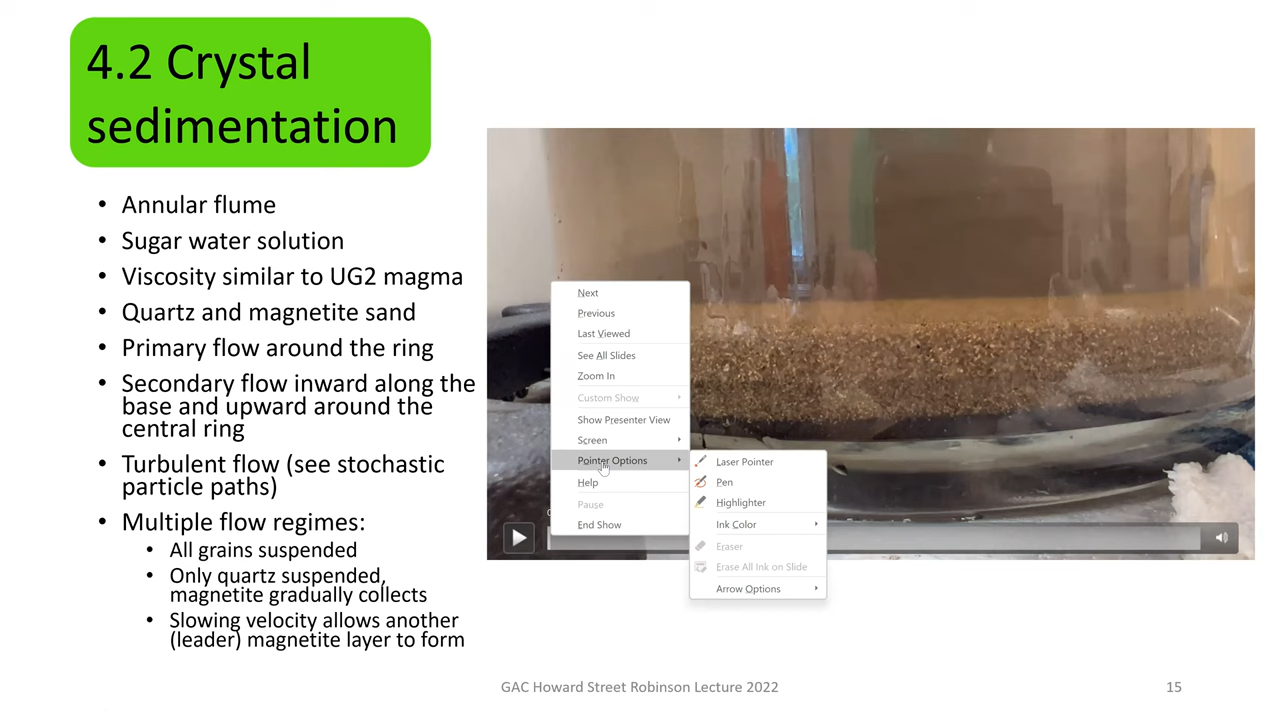 4.2 Crystal
sedimentation
• Annular flume
• Sugar water solution
• Viscosity similar to UG2 magma
• Quartz and magnetite sand
• Primary flow around the ring
• Secondary flow inward along the
base and upward around the
central ring
• Turbulent flow (see stochastic
particle paths)
• Multiple flow regimes:
• All grains suspended
• Only quartz suspended,
magnetite gradually collects
• Slowing velocity allows another
(leader) magnetite layer to form
Next
Previous
Last Viewed
See All Slides
Zoom In
Custom Show
Show Presenter View
Screen
Pointer Options
Help
Pause
End Show
Laser Pointer
Pen
Highlighter
Ink Color
Eraser
Erase All Ink on Slide
Arrow Options
GAC Howard Street Robinson Lecture 2022
15